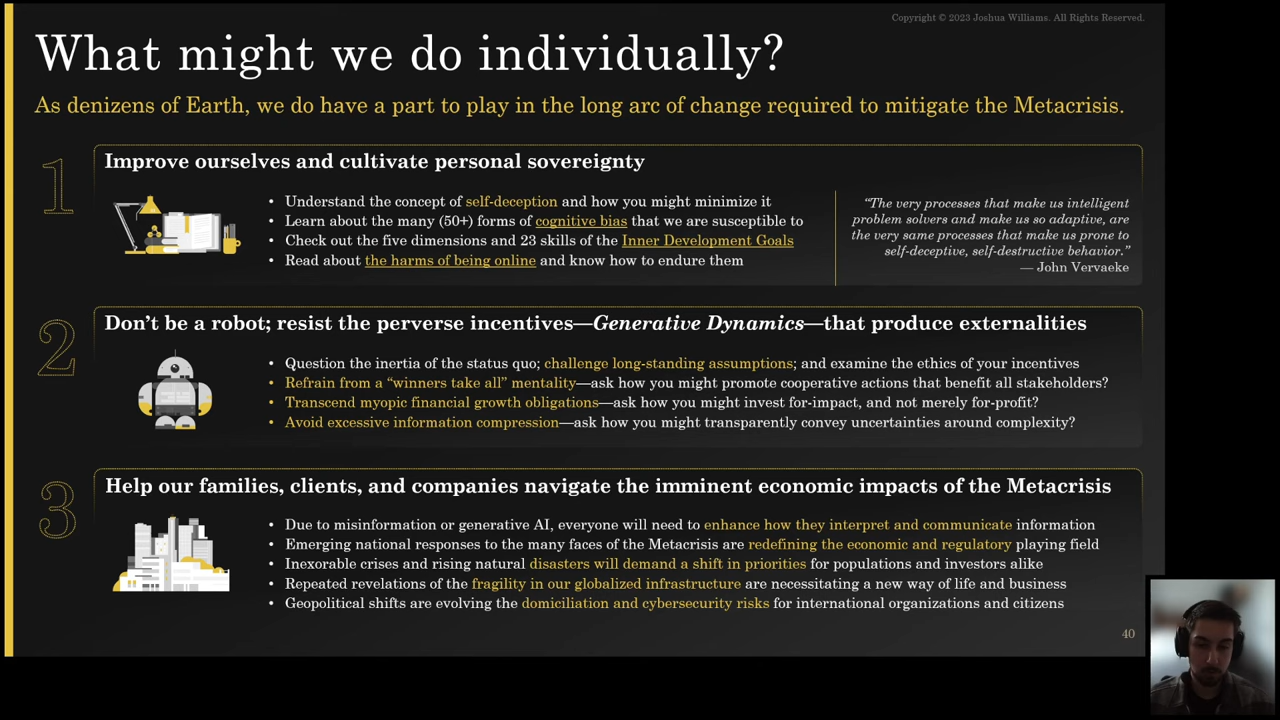 Copyright © 2023 Joshua Williams. All Rights Reserved.
What might we do individually?
As denizens of Earth, we do have a part to play in the long arc of change required to mitigate the Metacrisis.
1
Improve ourselves and cultivate personal sovereignty
• Understand the concept of self-deception and how you might minimize it
• Learn about the many (50+) forms of cognitive bias that we are susceptible to
• Check out the five dimensions and 23 skills of the Inner Development Goals
• Read about the harms of being online and know how to endure them
“The very processes that make us intelligent
problem solvers and make us so adaptive, are
the very same processes that make us prone to
self-deceptive, self-destructive behavior.”
— John Vervaeke
2
Don’t be a robot; resist the perverse incentives—Generative Dynamics—that produce externalities
• Question the inertia of the status quo; challenge long-standing assumptions; and examine the ethics of your incentives
• Refrain from a “winners take all” mentality—ask how you might promote cooperative actions that benefit all stakeholders?
• Transcend myopic financial growth obligations—ask how you might invest for-impact, and not merely for-profit?
• Avoid excessive information compression—ask how you might transparently convey uncertainties around complexity?
3
Help our families, clients, and companies navigate the imminent economic impacts of the Metacrisis
• Due to misinformation or generative AI, everyone will need to enhance how they interpret and communicate information
• Emerging national responses to the many faces of the Metacrisis are redefining the economic and regulatory playing field
• Inexorable crises and rising natural disasters will demand a shift in priorities for populations and investors alike
• Repeated revelations of the fragility in our globalized infrastructure are necessitating a new way of life and business
• Geopolitical shifts are evolving the domiciliation and cybersecurity risks for international organizations and citizens
40